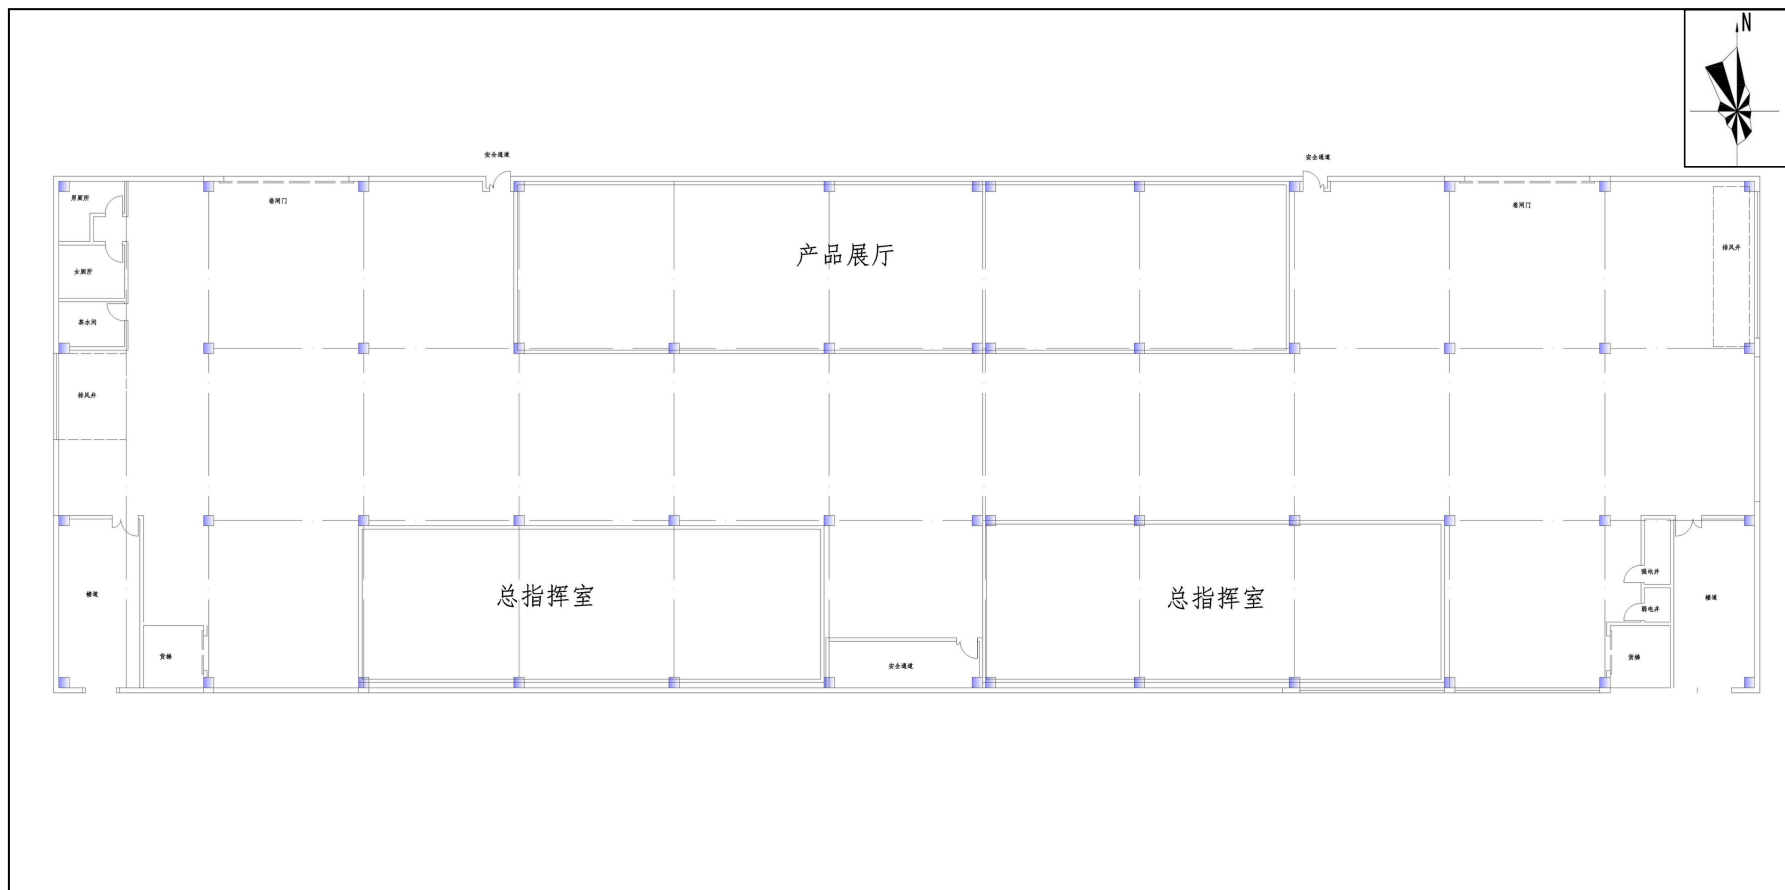 N
安全通道
安全通道
男厕所
卷闸门
卷闸门
产品展厅
排风井
女厕所
茶水间
排风井
强电井
楼道
总指挥室
总指挥室
楼道
弱电井
货梯
安全通道
货梯